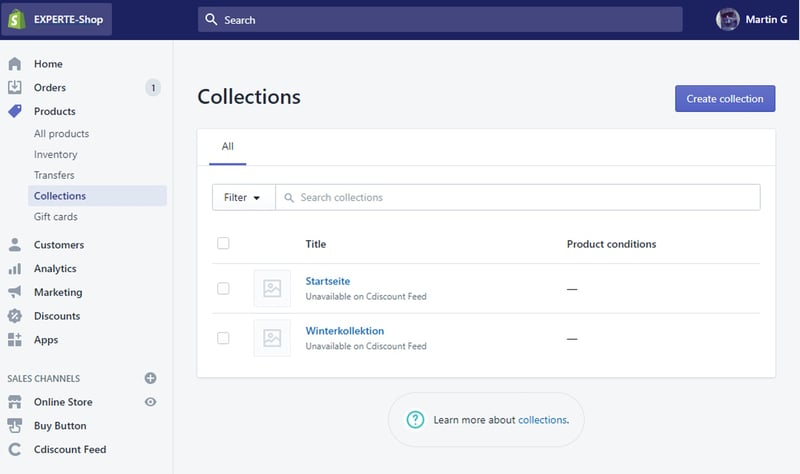 EXPERTE-Shop
Search
Martin G
Home
Orders 1
Products
All products
Inventory
Transfers
Collections
Gift cards
Customers
Analytics
Marketing
Discounts
Apps
SALES CHANNELS
Online Store
Buy Button
Cdiscount Feed
Collections
Create collection
All
Filter
Search collections
Title Product conditions
Startseite
Unavailable on Cdiscount Feed
—
Winterkollektion
Unavailable on Cdiscount Feed
—
Learn more about collections.